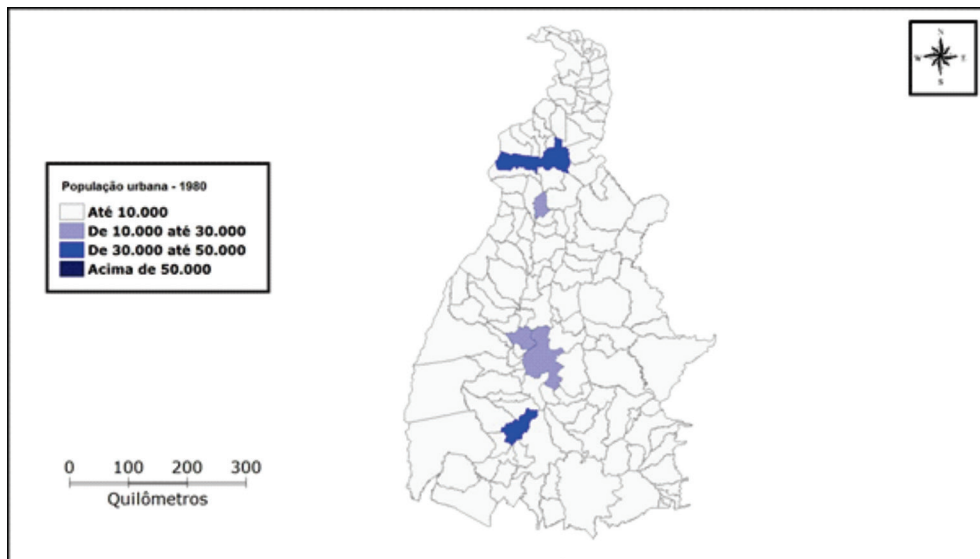 N
W E
S
População urbana - 1980
Até 10.000
De 10.000 até 30.000
De 30.000 até 50.000
Acima de 50.000
0 100 200 300
Quilômetros